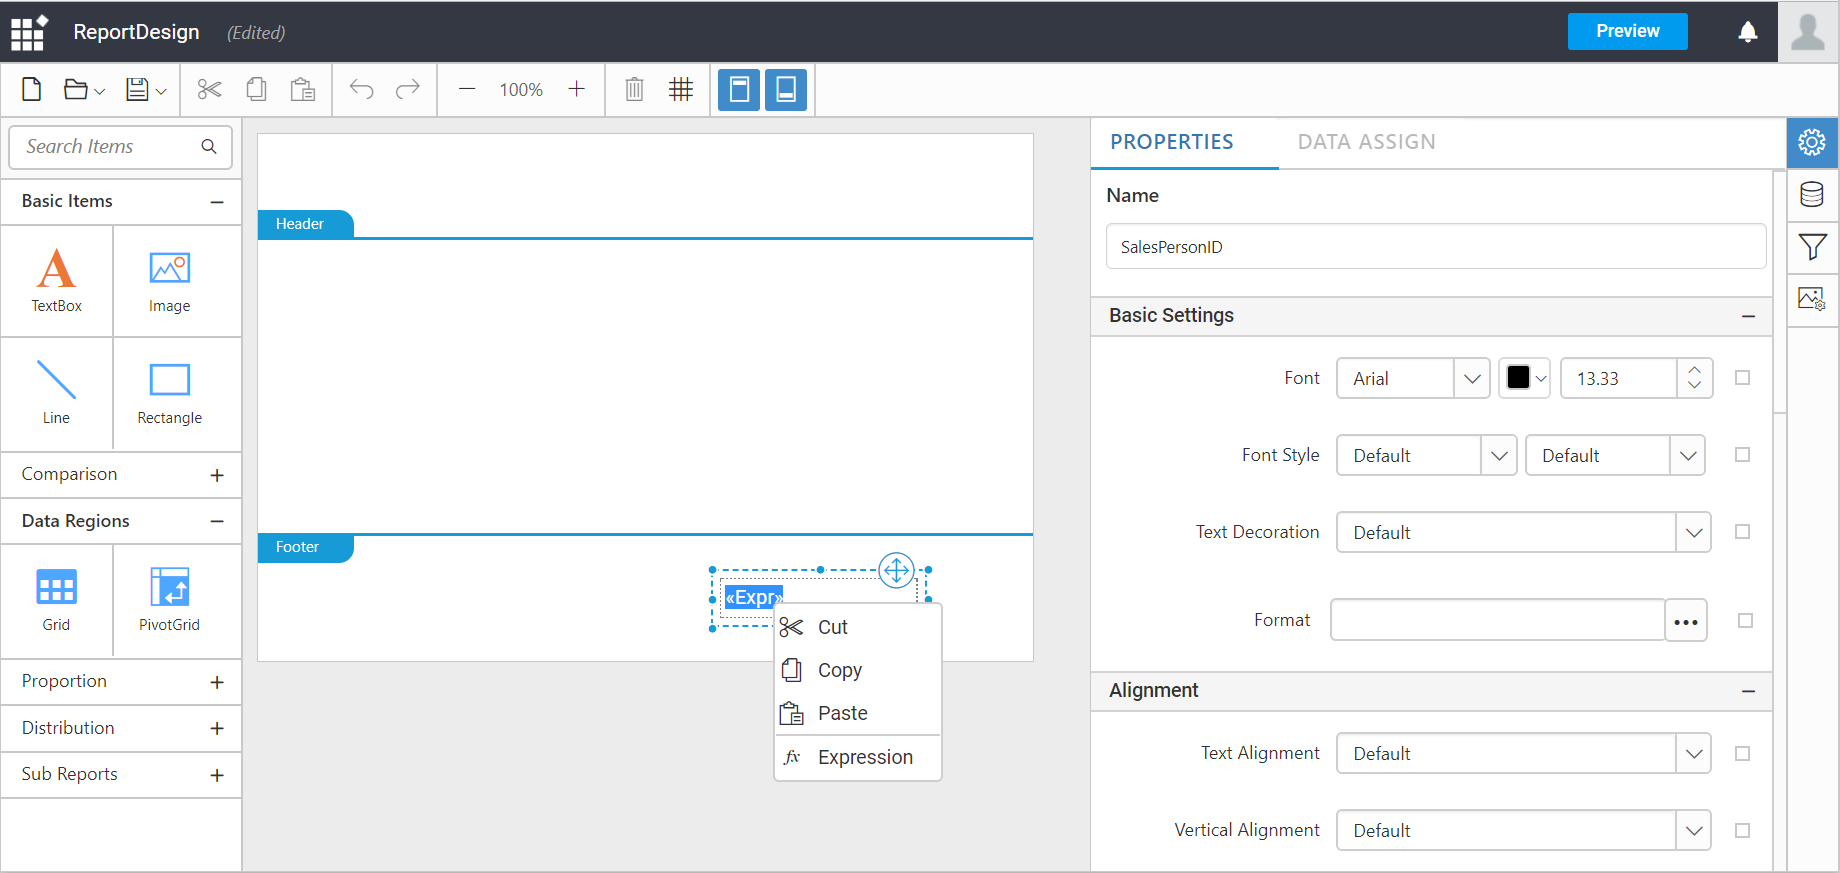 ReportDesign (Edited)
Preview
100%
Search Items
Basic Items
TextBox
Image
Line
Rectangle
Comparison
Data Regions
Grid
PivotGrid
Proportion
Distribution
Sub Reports
Header
Footer
«Expr»
Cut
Copy
Paste
fx Expression
PROPERTIES
DATA ASSIGN
Name
SalesPersonID
Basic Settings
Font Arial 13.33
Font Style Default Default
Text Decoration Default
Format
Alignment
Text Alignment Default
Vertical Alignment Default